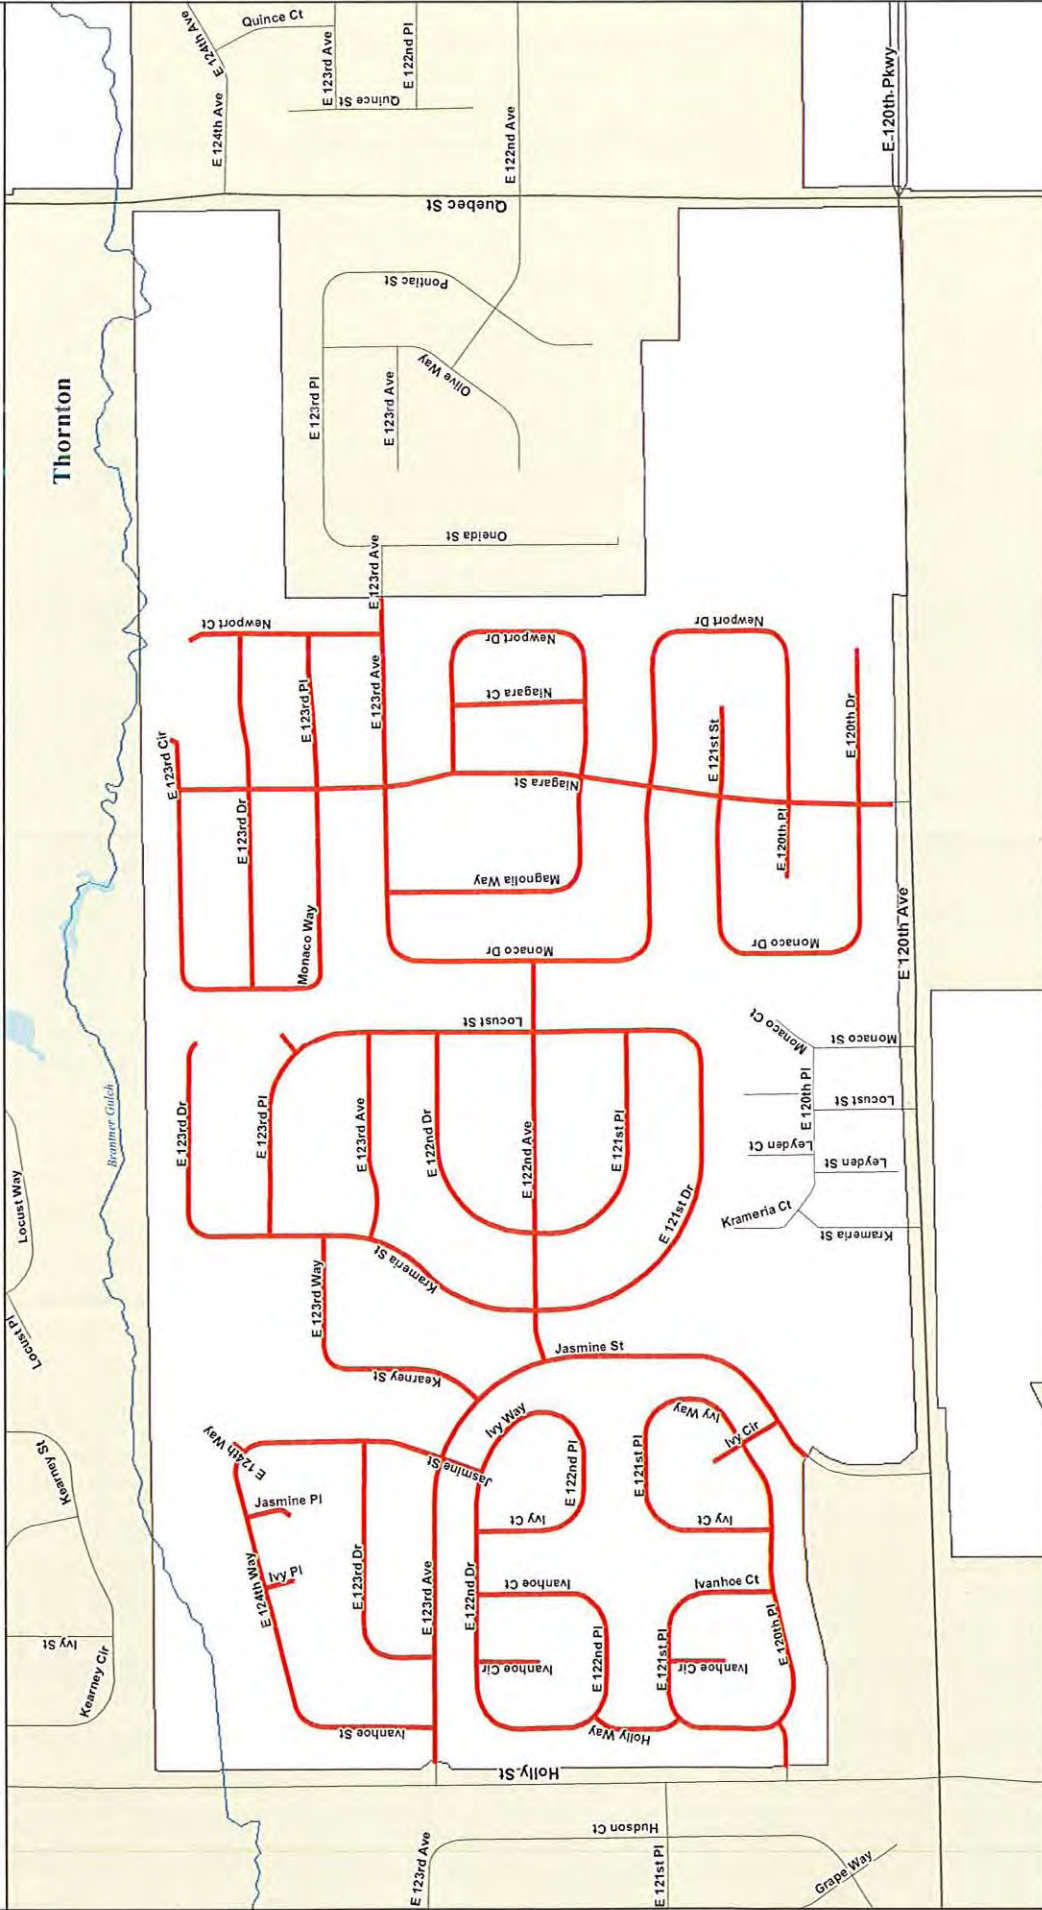 E 124th Ave
Quince Ct
E 123rd Ave
E 122nd Pl
E 124th Ave
Quince St
E 122nd Ave
E-120th-Pkwy
Quebec St
Thornton
Pontiac St
E 123rd Pl
E 123rd Ave
Olive Way
Oneida St
E 123rd Ave
Newport Ct
E 123rd Ave
Newport Dr
Newport Dr
E 123rd Pl
Niagara Ct
E 123rd Cir
E 121st St
E 120th Dr
Niagara St
E 123rd Dr
E 120th Pl
Magnolia Way
Monaco Way
Monaco Dr
Monaco Dr
E 120th Ave
Locust St
Monaco Ct
Monaco St
Brantner Gulch
E 123rd Dr
E 123rd Pl
E 123rd Ave
E 122nd Dr
E 122nd Ave
E 121st Pl
E 120th Pl
Locust St
Leyden Ct
Leyden St
Locust Way
E 121st Dr
Krameria Ct
Krameria St
Krameria St
Locust Pl
E 123rd Way
Jasmine St
Kearney St
Kearney St
E 124th Way
Ivy Way
Ivy Way
Ivy Cir
Jasmine St
E 122nd Pl
E 121st Pl
Jasmine Pl
Ivy Ct
Ivy Ct
Ivy Pl
E 124th Way
E 123rd Dr
E 123rd Ave
E 122nd Dr
Ivanhoe Ct
Ivanhoe Ct
Ivy St
Kearney Cir
Ivanhoe Cir
E 122nd Pl
E 121st Pl
Ivanhoe Cir
E 120th Pl
Ivanhoe St
Holly Way
Holly St
Hudson Ct
E 123rd Ave
E 121st Pl
Grape Way